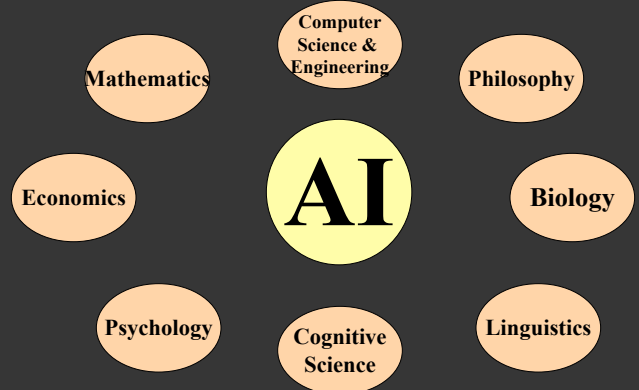 Computer
Science &
Engineering
Mathematics
Philosophy
AI
Economics
Biology
Psychology
Cognitive
Science
Linguistics